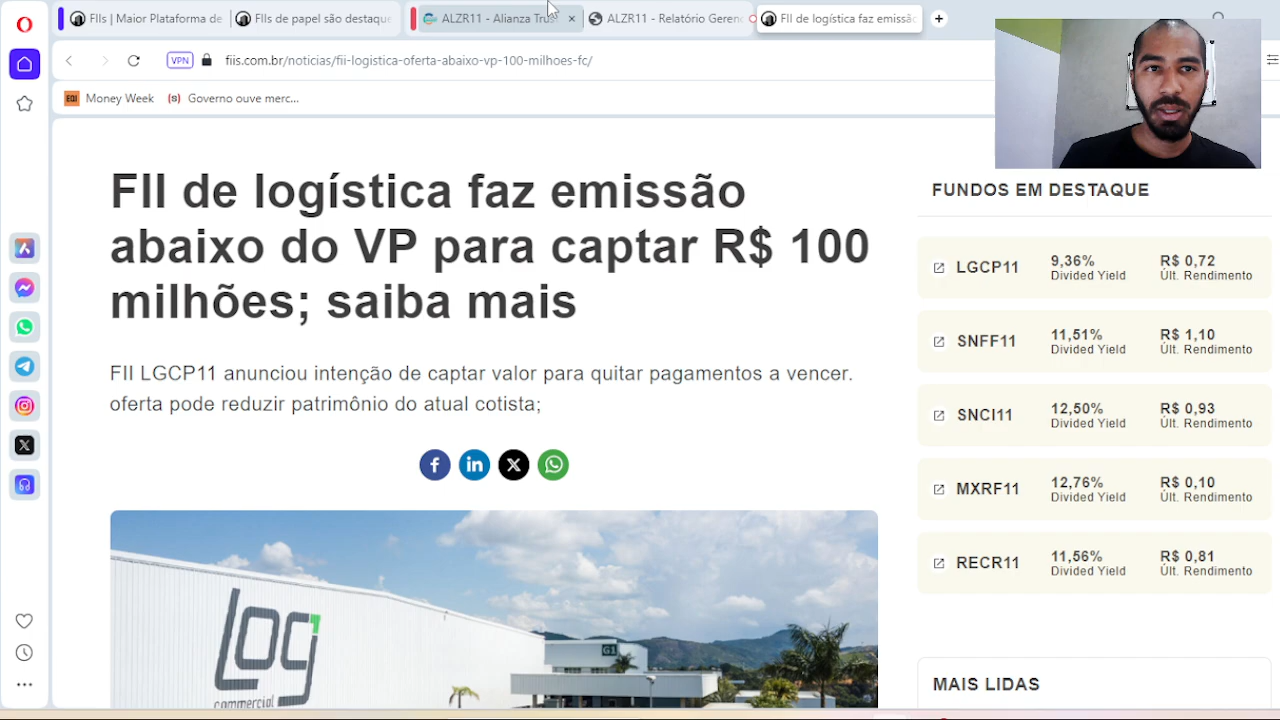 FIIs | Maior Plataforma de
FIIs de papel são destaque
ALZR11 - Alianza Trust
ALZR11 - Relatório Geren
FII de logística faz emissão
VPN
fiis.com.br/noticias/fii-logistica-oferta-abaixo-vp-100-milhoes-fc/
EQI Money Week
(s) Governo ouve merc...
FII de logística faz emissão
abaixo do VP para captar R$ 100
milhões; saiba mais
FII LGCP11 anunciou intenção de captar valor para quitar pagamentos a vencer.
oferta pode reduzir patrimônio do atual cotista;
log
commercial
G1
FUNDOS EM DESTAQUE
LGCP11
9,36%
Divided Yield
R$ 0,72
Últ. Rendimento
SNFF11
11,51%
Divided Yield
R$ 1,10
Últ. Rendimento
SNCI11
12,50%
Divided Yield
R$ 0,93
Últ. Rendimento
MXRF11
12,76%
Divided Yield
R$ 0,10
Últ. Rendimento
RECR11
11,56%
Divided Yield
R$ 0,81
Últ. Rendimento
MAIS LIDAS